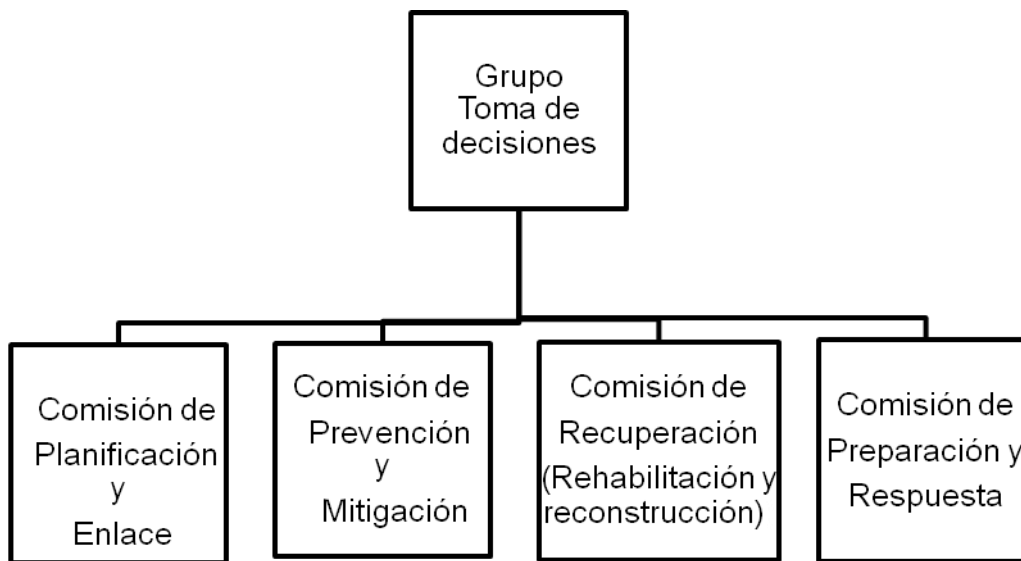 Grupo
Toma de
decisiones
Comisión de
Planificación
y
Enlace
Comisión de
Prevención
y
Mitigación
Comisión de
Recuperación
(Rehabilitación y
reconstrucción)
Comisión de
Preparación y
Respuesta